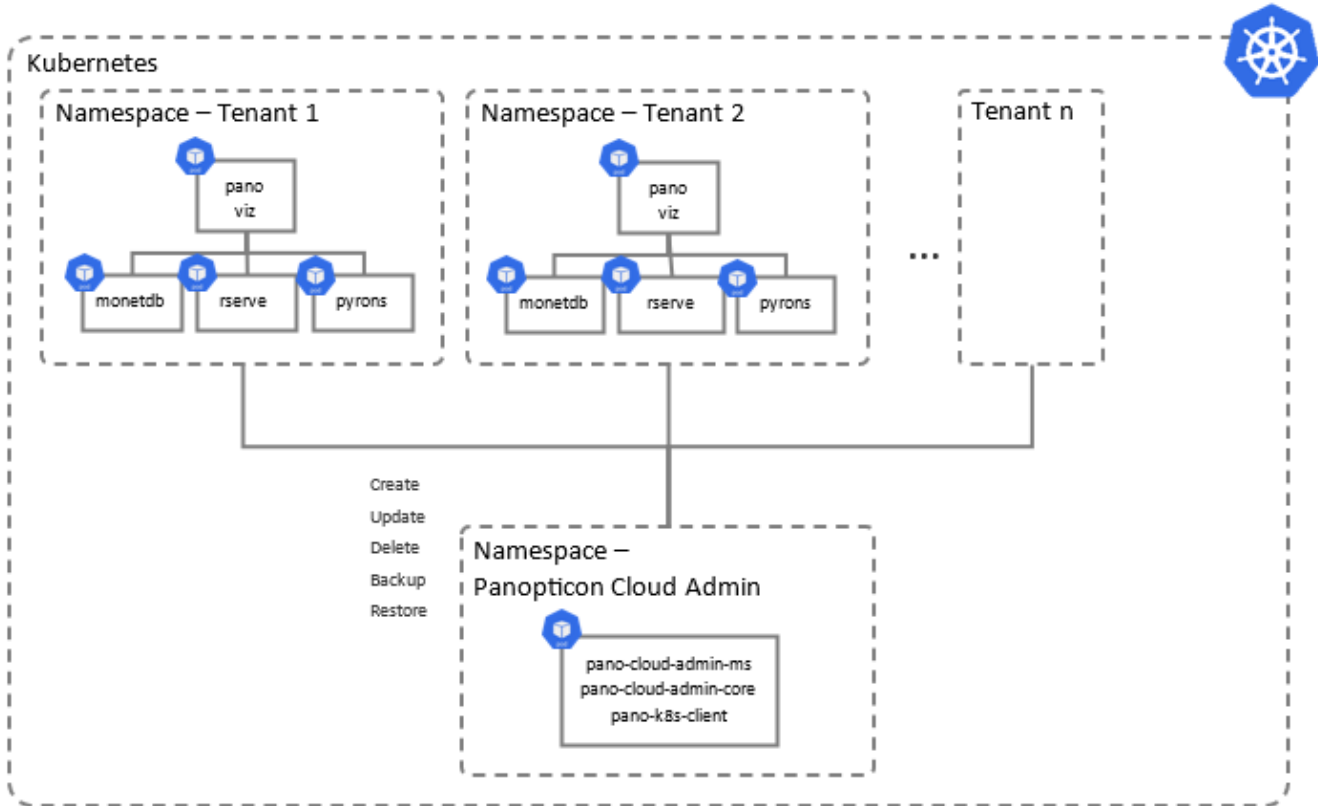 Kubernetes
Namespace – Tenant 1
pano
viz
monetdb
rserve
pyrons
Namespace – Tenant 2
pano
viz
monetdb
rserve
pyrons
...
Tenant n
Create
Update
Delete
Backup
Restore
Namespace –
Panopticon Cloud Admin
pano-cloud-admin-ms
pano-cloud-admin-core
pano-k8s-client